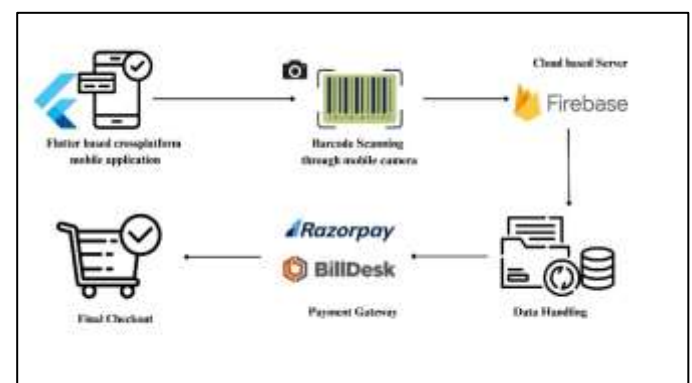 Flutter based crossplatform
mobile application
Barcode Scanning
through mobile camera
Cloud based Server
Firebase
Data Handling
Razorpay
BillDesk
Payment Gateway
Final Checkout